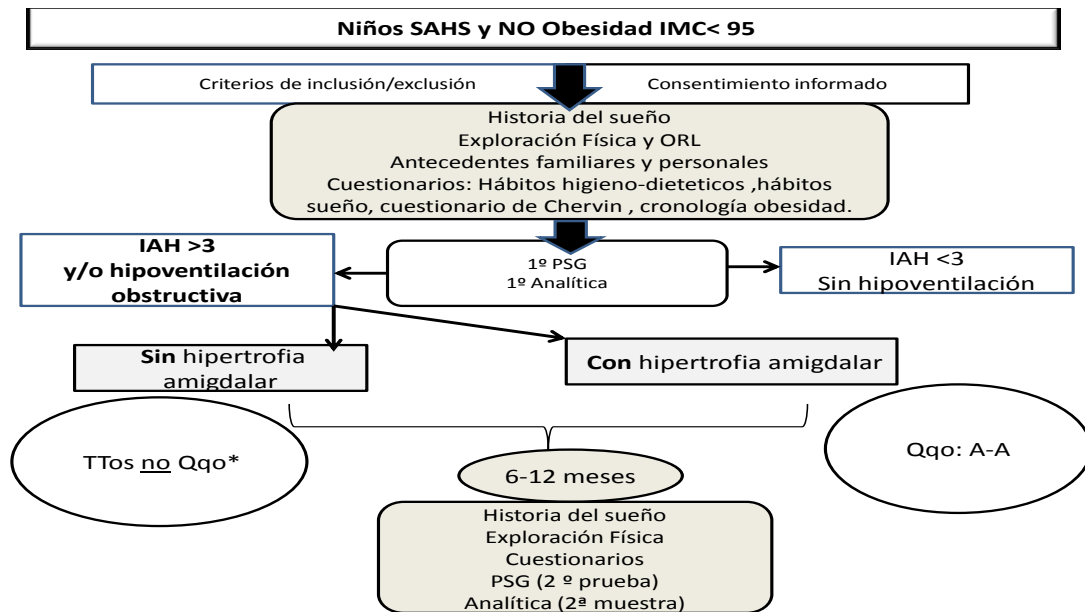 Niños SAHS y NO Obesidad IMC< 95
Criterios de inclusión/exclusión
Consentimiento informado
Historia del sueño
Exploración Física y ORL
Antecedentes familiares y personales
Cuestionarios: Hábitos higieno-dieteticos ,hábitos
sueño, cuestionario de Chervin , cronología obesidad.
IAH >3
y/o hipoventilación
obstructiva
1º PSG
1º Analítica
IAH <3
Sin hipoventilación
Sin hipertrofia
amigdalar
Con hipertrofia amigdalar
TTos no Qqo*
Qqo: A-A
6-12 meses
Historia del sueño
Exploración Física
Cuestionarios
PSG (2 º prueba)
Analítica (2ª muestra)